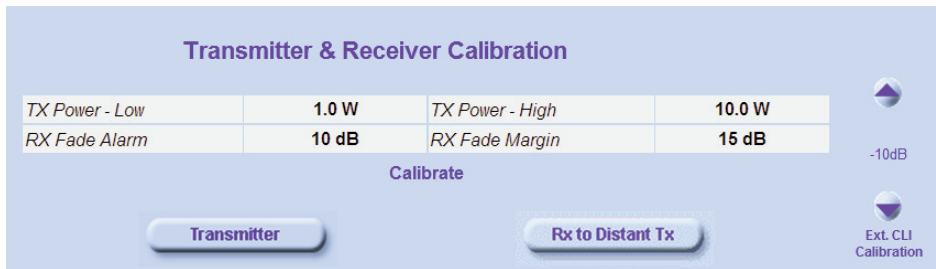 Transmitter & Receiver Calibration
TX Power - Low 1.0 W TX Power - High 10.0 W
RX Fade Alarm 10 dB RX Fade Margin 15 dB
-10dB
Calibrate
Transmitter Rx to Distant Tx
Ext. CLI
Calibration